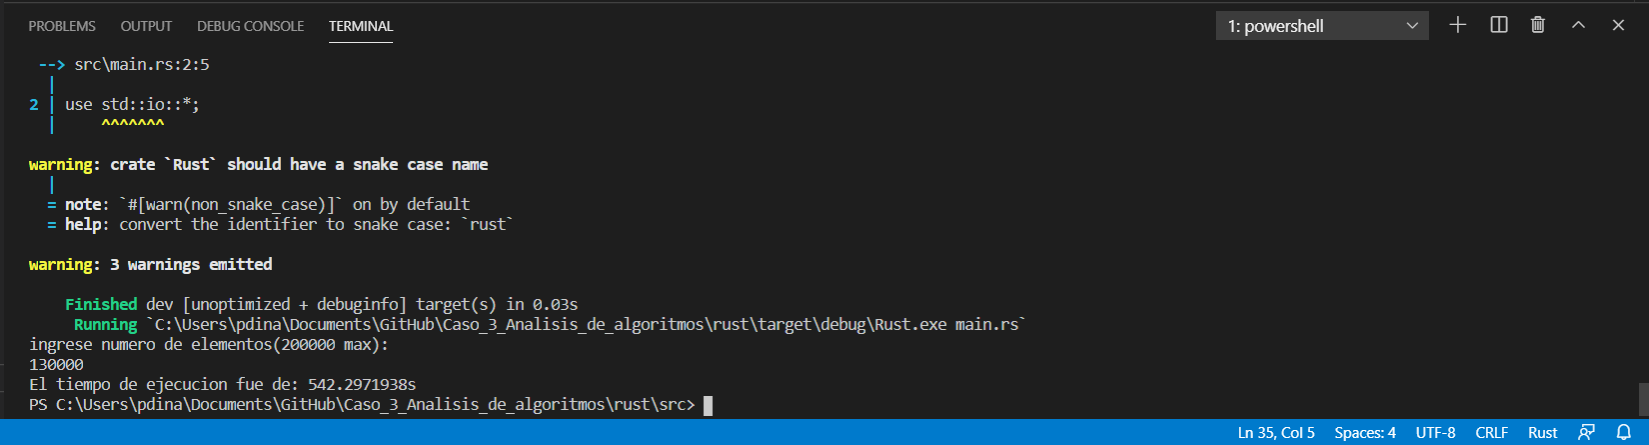 PROBLEMS OUTPUT DEBUG CONSOLE TERMINAL 1: powershell
--> src\main.rs:2:5
|
2 | use std::io::*;
| ^^^^^^^
warning: crate `Rust` should have a snake case name
|
= note: `#[warn(non_snake_case)]` on by default
= help: convert the identifier to snake case: `rust`
warning: 3 warnings emitted
Finished dev [unoptimized + debuginfo] target(s) in 0.03s
Running `C:\Users\pdina\Documents\GitHub\Caso_3_Analisis_de_algoritmos\rust\target\debug\Rust.exe main.rs`
ingrese numero de elementos(200000 max):
130000
El tiempo de ejecucion fue de: 542.2971938s
PS C:\Users\pdina\Documents\GitHub\Caso_3_Analisis_de_algoritmos\rust\src>
Ln 35, Col 5 Spaces: 4 UTF-8 CRLF Rust